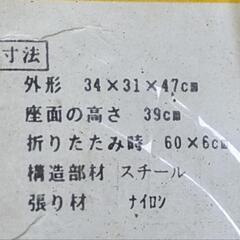 寸法
外形 34×31×47cm
座面の高さ 39cm
折りたたみ時 60×6cm
構造部材 スチール
張り材 ナイロン